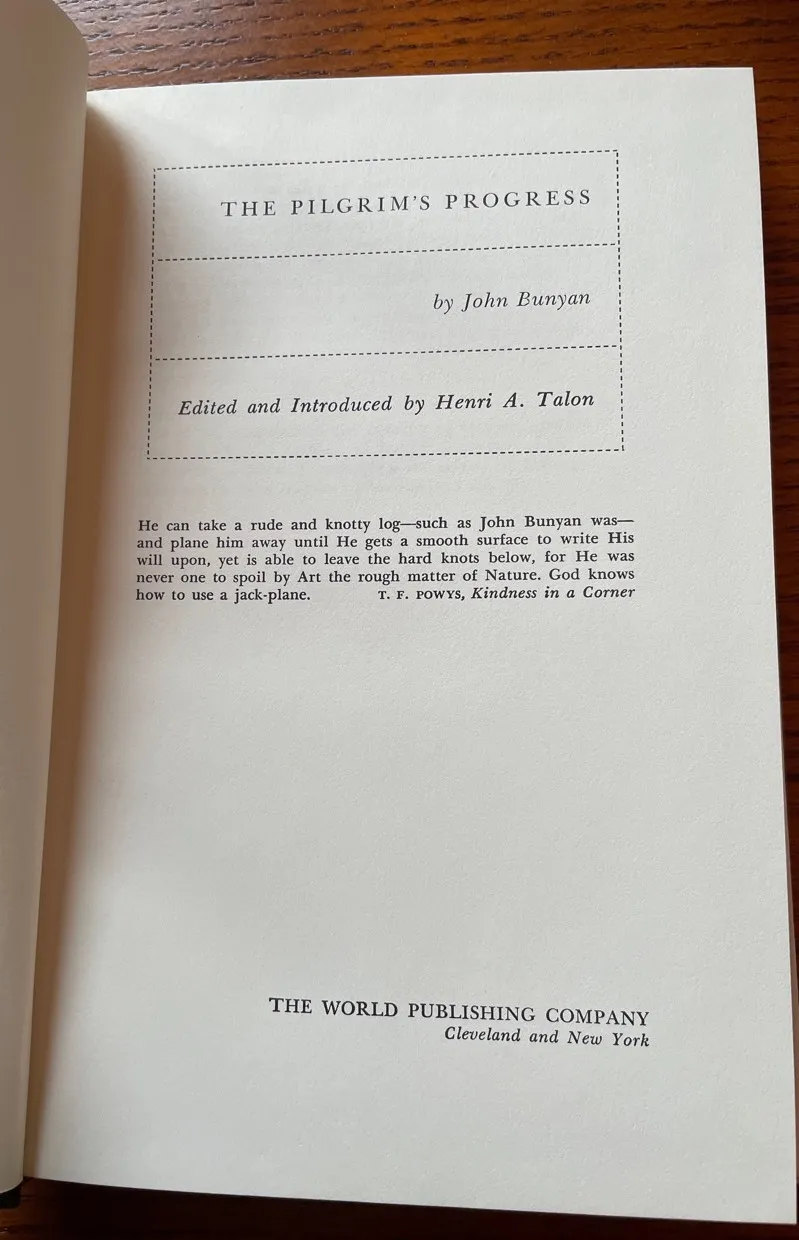 THE PILGRIM'S PROGRESS
by John Bunyan
Edited and Introduced by Henri A. Talon
He can take a rude and knotty log—such as John Bunyan was—
and plane him away until He gets a smooth surface to write His
will upon, yet is able to leave the hard knots below, for He was
never one to spoil by Art the rough matter of Nature. God knows
how to use a jack-plane. T. F. POWYS, Kindness in a Corner
THE WORLD PUBLISHING COMPANY
Cleveland and New York